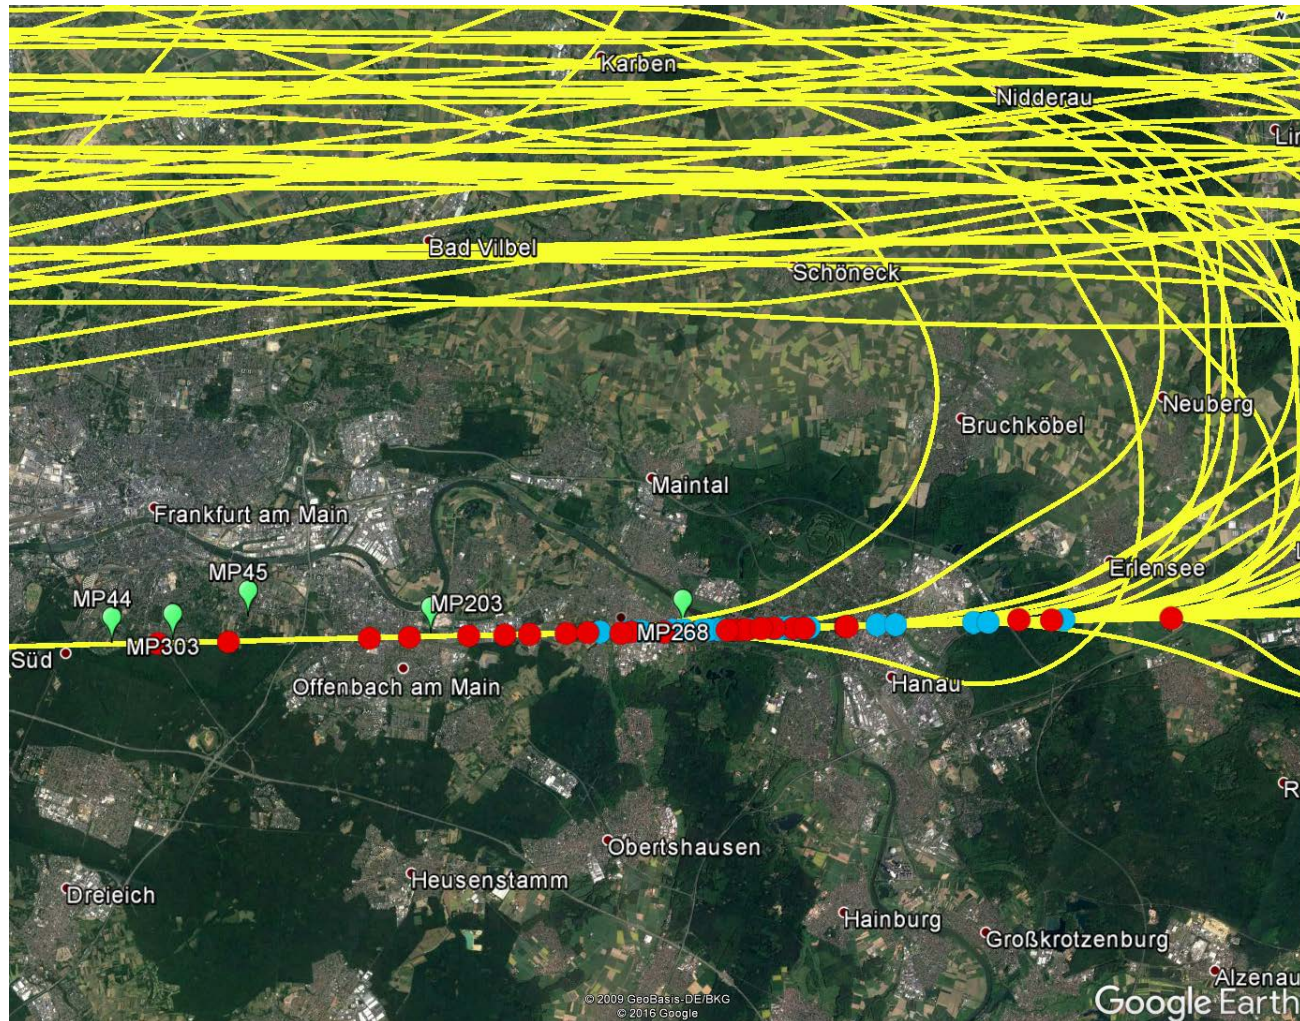 N
Karben
Nidderau
Lir
Bad Vilbel
Schöneck
Neuberg
Bruchköbel
Maintal
Frankfurt am Main
Erlensee
L
MP45
MP44
MP203
MP303
MP268
Süd
Offenbach am Main
Hanau
R
Obertshausen
Heusenstamm
Dreieich
Hainburg
Großkrotzenburg
Alzenau
© 2009 GeoBasis-DE/BKG
© 2016 Google
Google Earth